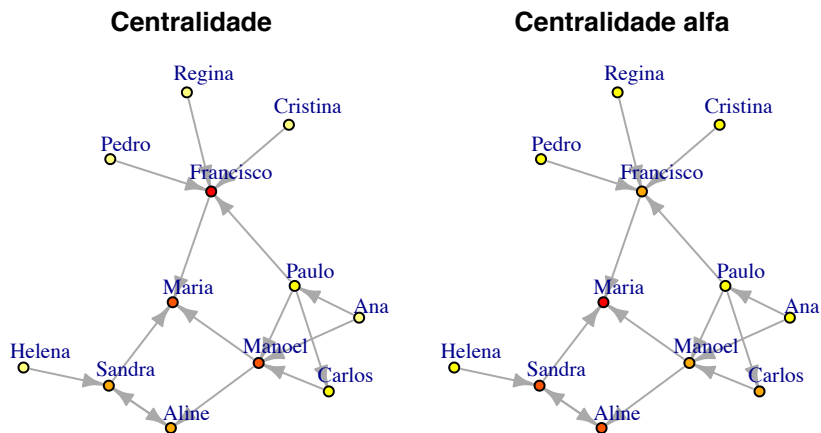 Centralidade
Regina
Cristina
Pedro
Francisco
Paulo
Maria
Ana
Helena
Manoel
Sandra
Carlos
Aline
Centralidade alfa
Regina
Cristina
Pedro
Francisco
Paulo
Maria
Ana
Helena
Manoel
Sandra
Carlos
Aline